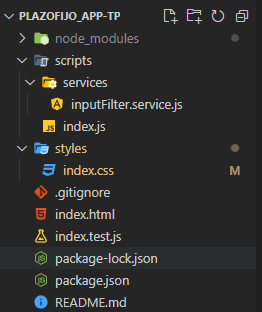 PLAZOFIJO_APP-TP
node_modules
scripts
services
inputFilter.service.js
index.js
styles
index.css M
.gitignore
index.html
index.test.js
package-lock.json
package.json
README.md